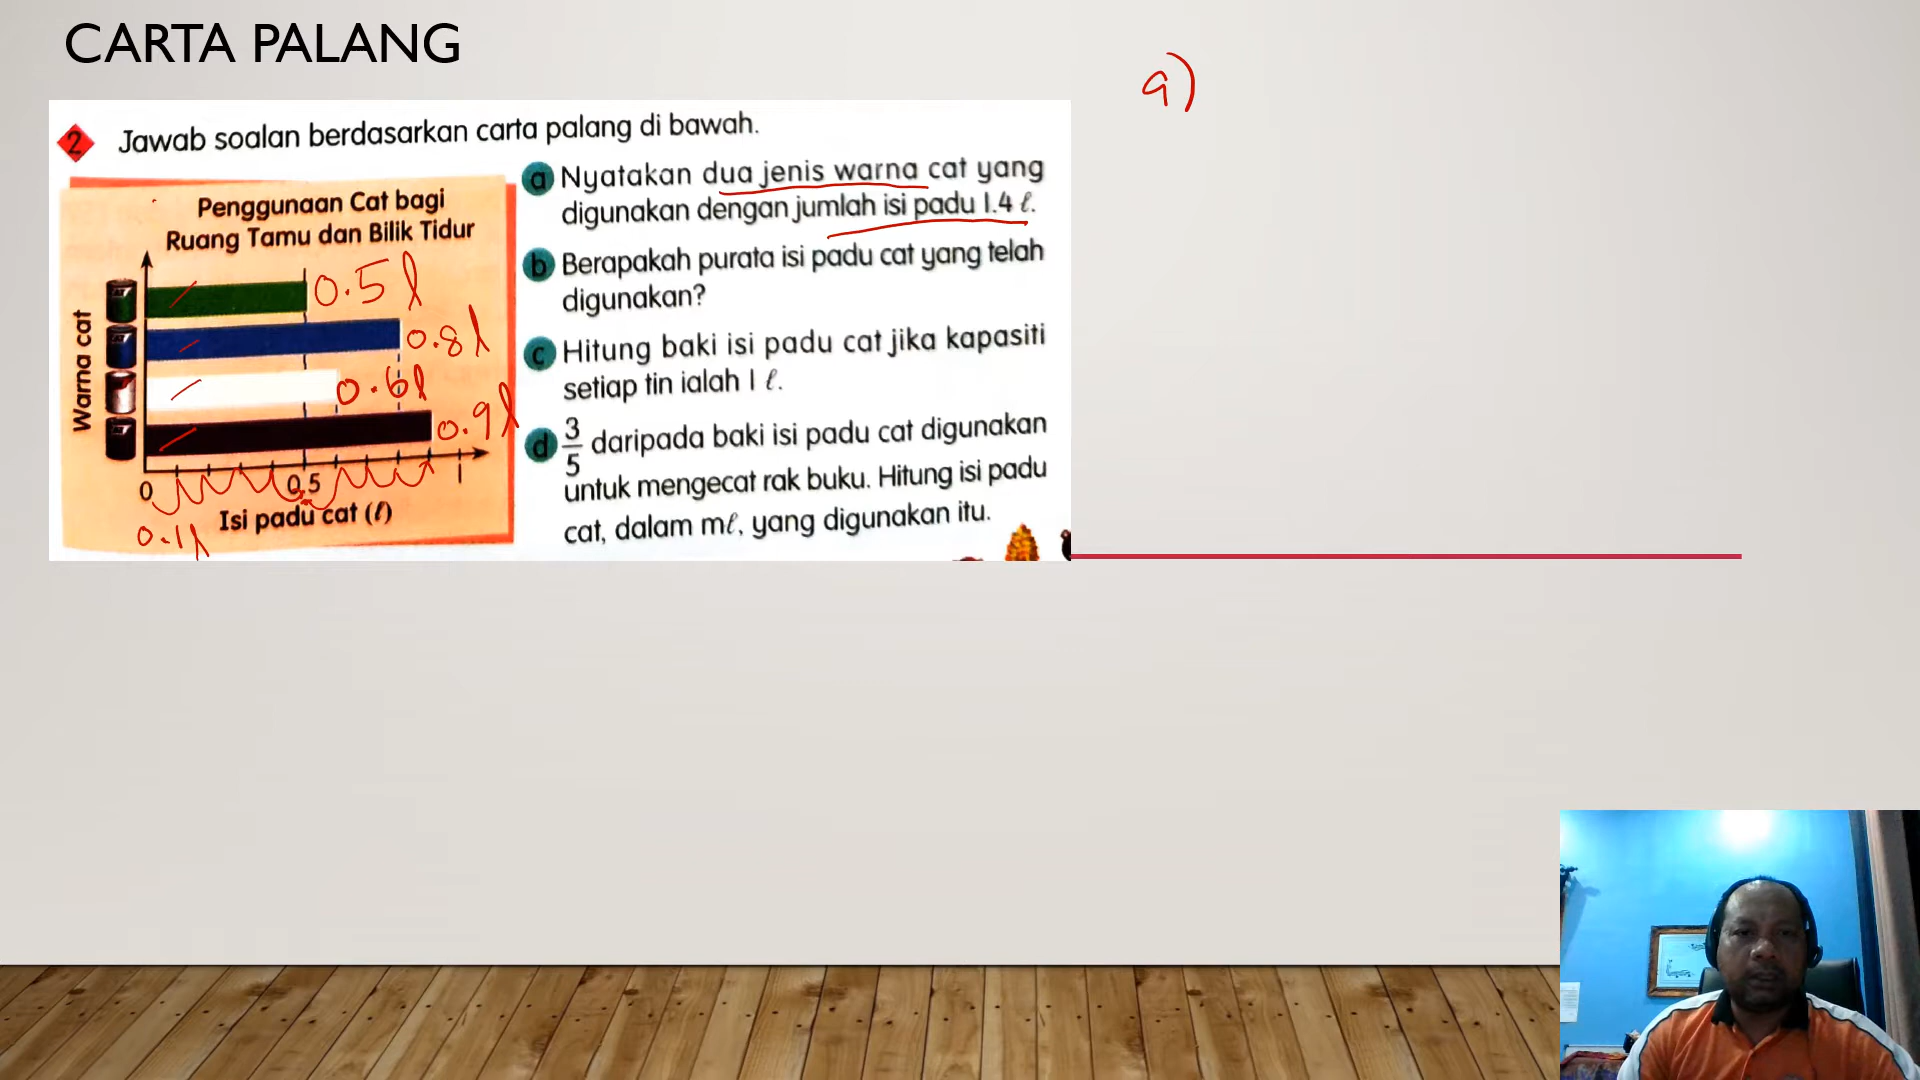 CARTA PALANG
a)
2 Jawab soalan berdasarkan carta palang di bawah.
Penggunaan Cat bagi
Ruang Tamu dan Bilik Tidur
Warna cat
0.5 l
0.8 l
0.6 l
0.9 l
0 0.5 1
Isi padu cat (ℓ)
0.1 l
a Nyatakan dua jenis warna cat yang
digunakan dengan jumlah isi padu 1.4 ℓ.
b Berapakah purata isi padu cat yang telah
digunakan?
c Hitung baki isi padu cat jika kapasiti
setiap tin ialah 1 ℓ.
d 3/5 daripada baki isi padu cat digunakan
untuk mengecat rak buku. Hitung isi padu
cat, dalam mℓ, yang digunakan itu.